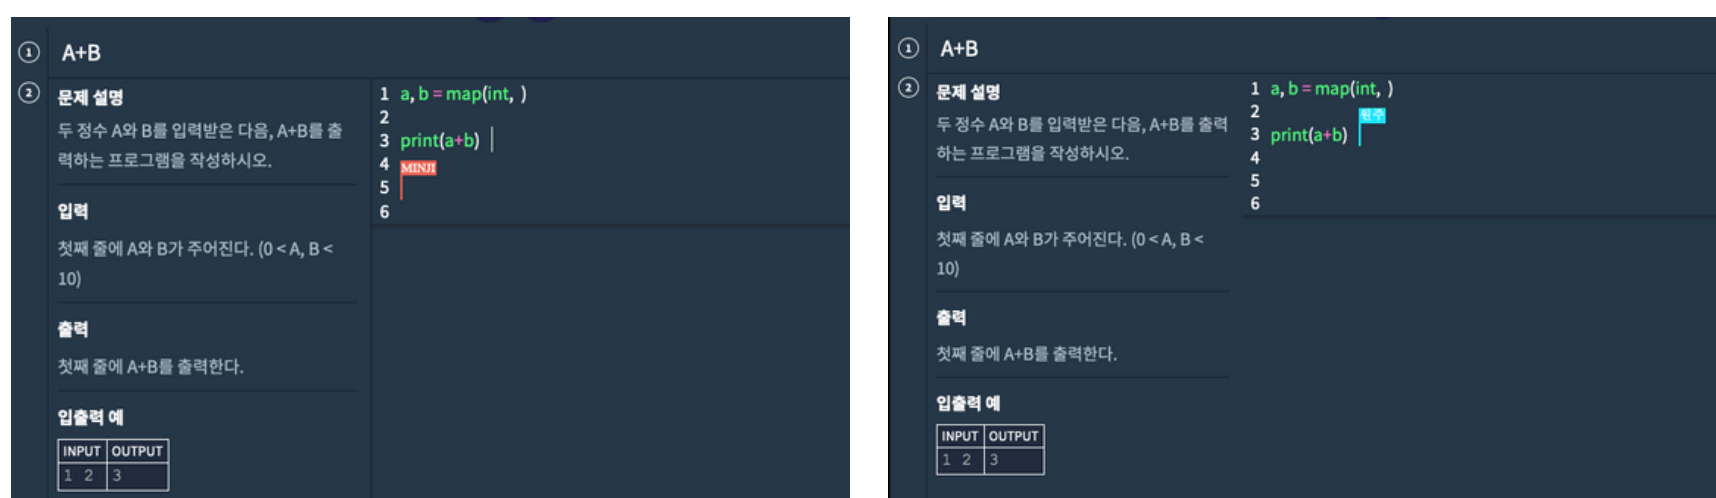 ① A+B
② 문제 설명
두 정수 A와 B를 입력받은 다음, A+B를 출
력하는 프로그램을 작성하시오.
입력
첫째 줄에 A와 B가 주어진다. (0 < A, B <
10)
출력
첫째 줄에 A+B를 출력한다.
입출력 예
INPUT OUTPUT
1 2 3
1 a, b = map(int, )
2
3 print(a+b)
4 MINJI
5
6
① A+B
② 문제 설명
두 정수 A와 B를 입력받은 다음, A+B를 출력
하는 프로그램을 작성하시오.
입력
첫째 줄에 A와 B가 주어진다. (0 < A, B <
10)
출력
첫째 줄에 A+B를 출력한다.
입출력 예
INPUT OUTPUT
1 2 3
1 a, b = map(int, )
2 원주
3 print(a+b)
4
5
6